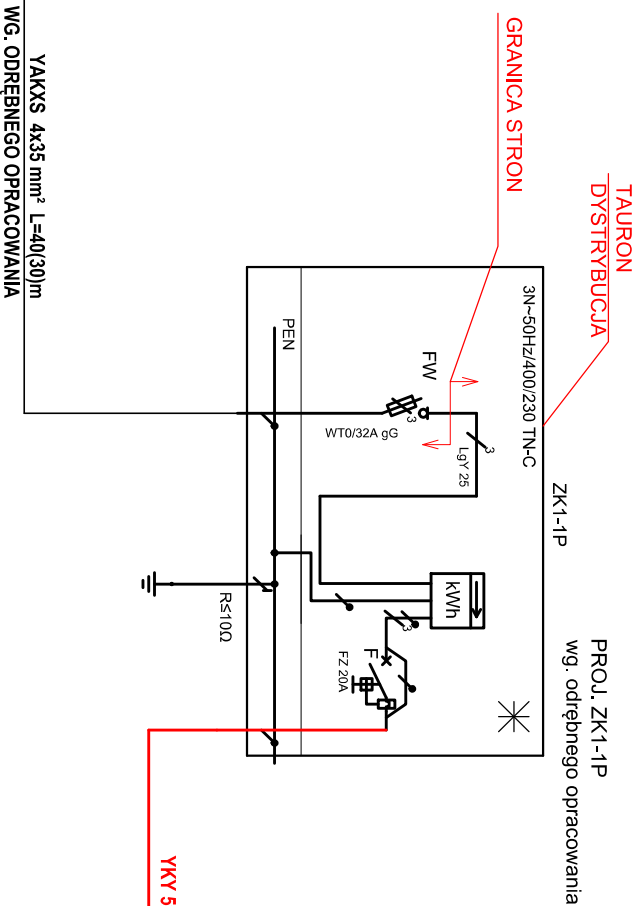 TAURON
DYSTRYBUCJA
GRANICA STRON
PROJ. ZK1-1P
wg. odrębnego opracowania
ZK1-1P
3N~50Hz/400/230 TN-C
FW
3
WT0/32A gG
3
LgY 25
kWh
3
F
FZ 20A
PEN
R≤10Ω
YAKXS 4x35 mm² L=40(30)m
WG. ODRĘBNEGO OPRACOWANIA
YKY 5